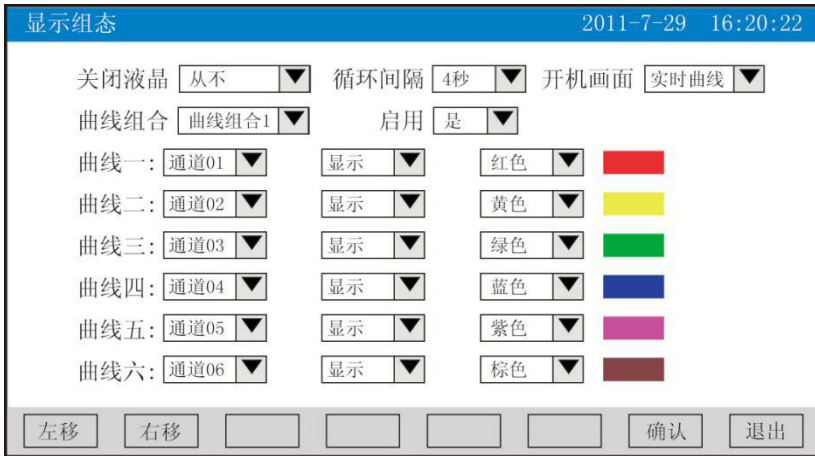 显示组态 2011-7-29 16:20:22
关闭液晶 从不 循环间隔 4秒 开机画面 实时曲线
曲线组合 曲线组合1 启用 是
曲线一: 通道01 显示 红色
曲线二: 通道02 显示 黄色
曲线三: 通道03 显示 绿色
曲线四: 通道04 显示 蓝色
曲线五: 通道05 显示 紫色
曲线六: 通道06 显示 棕色
左移 右移 确认 退出